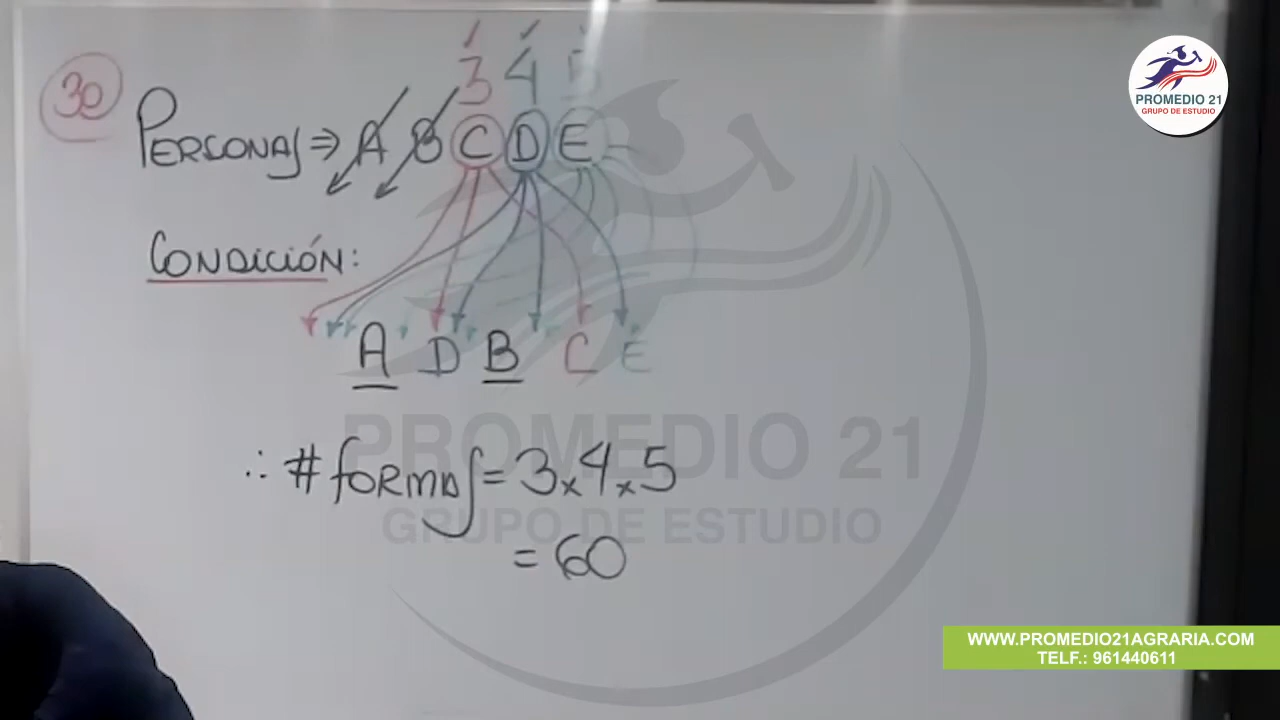 3 4 5
30
PERSONAS ⇒ A B C D E
CONDICIÓN:
A D B C E
∴ # FORMAS = 3 x 4 x 5
= 60
PROMEDIO 21
GRUPO DE ESTUDIO
PROMEDIO 21
GRUPO DE ESTUDIO
WWW.PROMEDIO21AGRARIA.COM
TELF.: 961440611